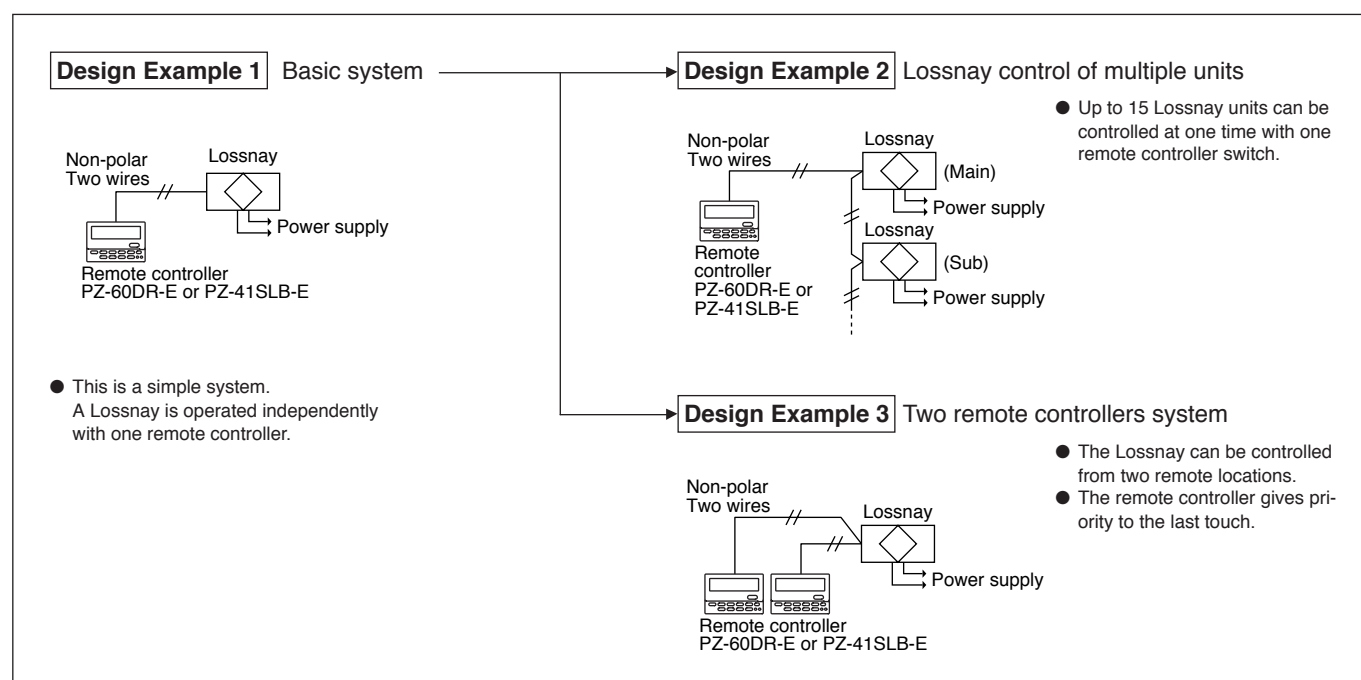 Design Example 1 Basic system
Non-polar
Two wires
Lossnay
Power supply
Remote controller
PZ-60DR-E or PZ-41SLB-E
● This is a simple system.
A Lossnay is operated independently
with one remote controller.
Design Example 2 Lossnay control of multiple units
● Up to 15 Lossnay units can be
controlled at one time with one
remote controller switch.
Non-polar
Two wires
Lossnay
(Main)
Power supply
Lossnay
(Sub)
Power supply
Remote
controller
PZ-60DR-E or
PZ-41SLB-E
Design Example 3 Two remote controllers system
● The Lossnay can be controlled
from two remote locations.
● The remote controller gives pri-
ority to the last touch.
Non-polar
Two wires
Lossnay
Power supply
Remote controller
PZ-60DR-E or PZ-41SLB-E